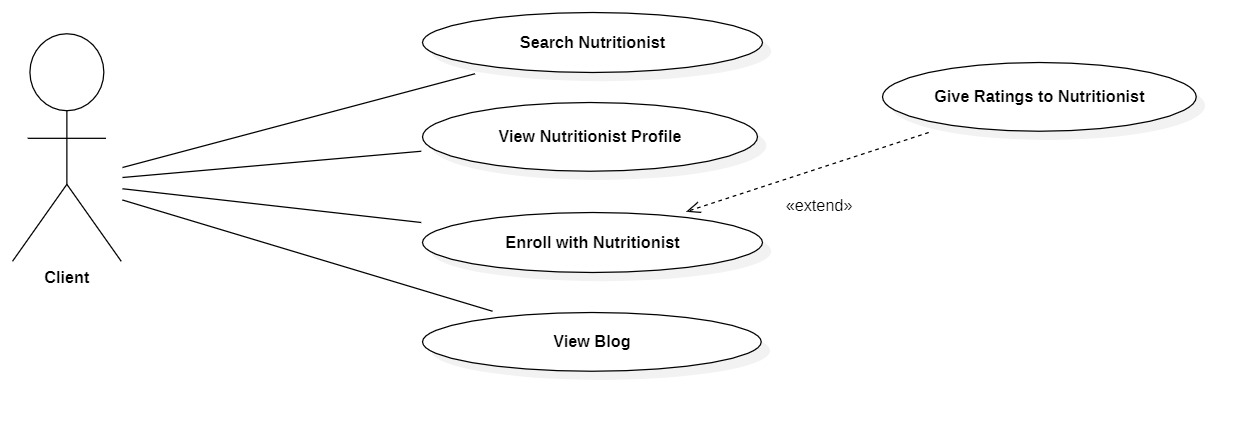 Search Nutritionist
Give Ratings to Nutritionist
View Nutritionist Profile
«extend»
Enroll with Nutritionist
Client
View Blog